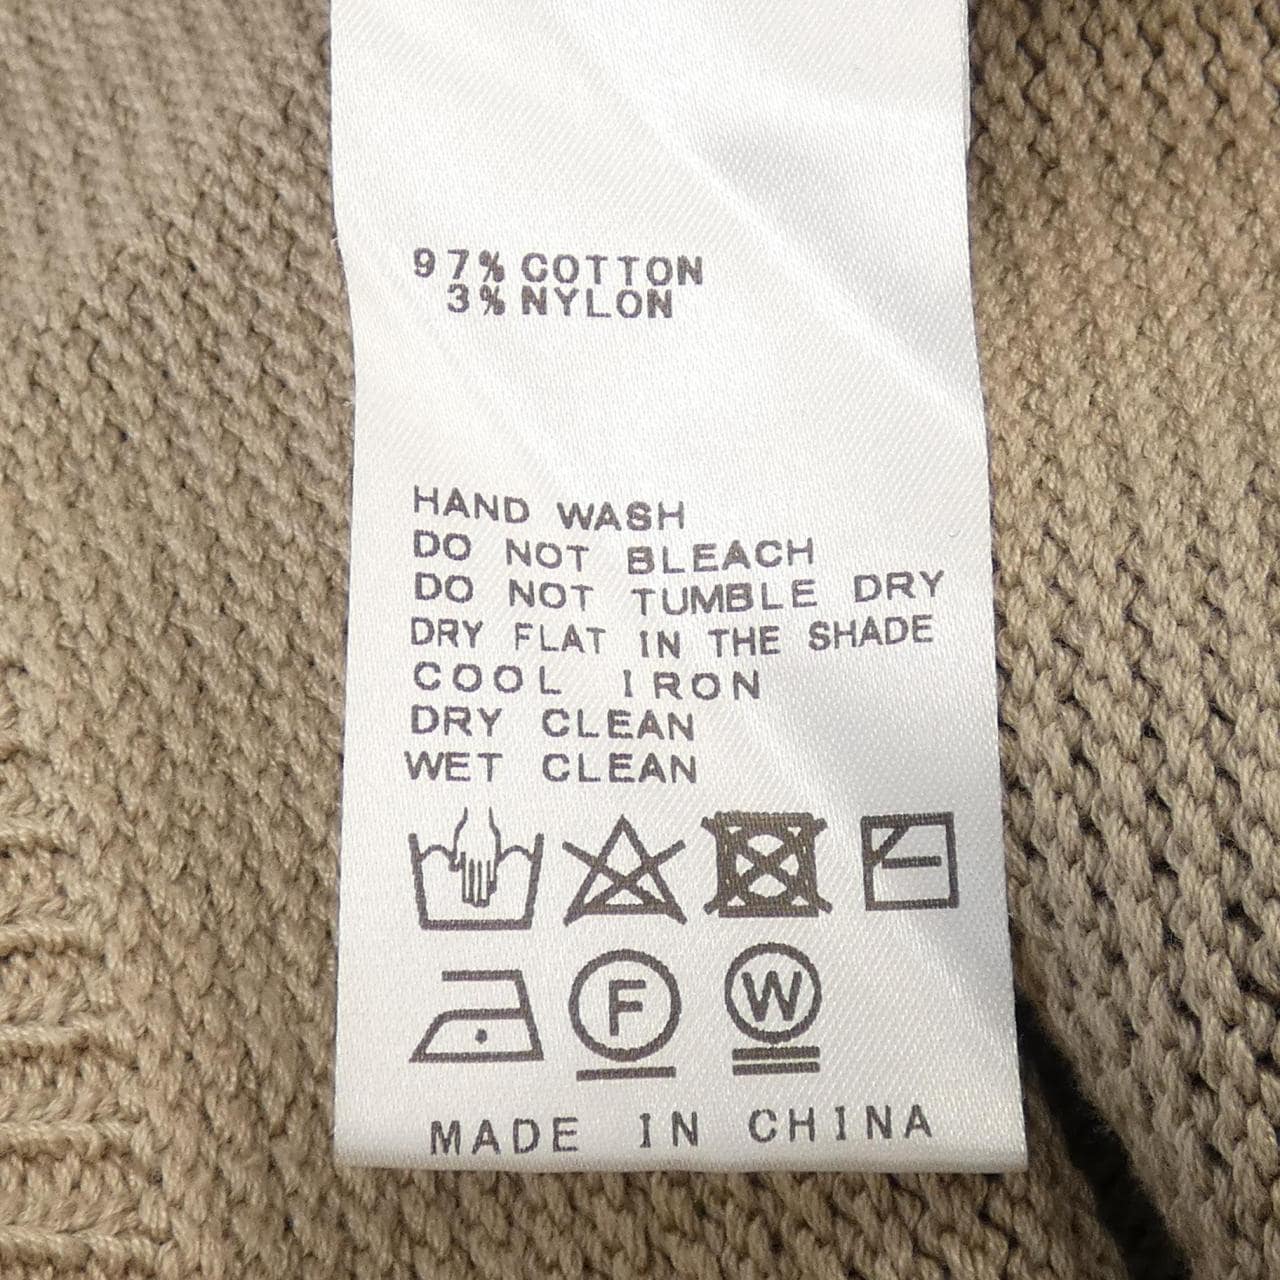 97% COTTON
3% NYLON
HAND WASH
DO NOT BLEACH
DO NOT TUMBLE DRY
DRY FLAT IN THE SHADE
COOL IRON
DRY CLEAN
WET CLEAN
F W
MADE IN CHINA